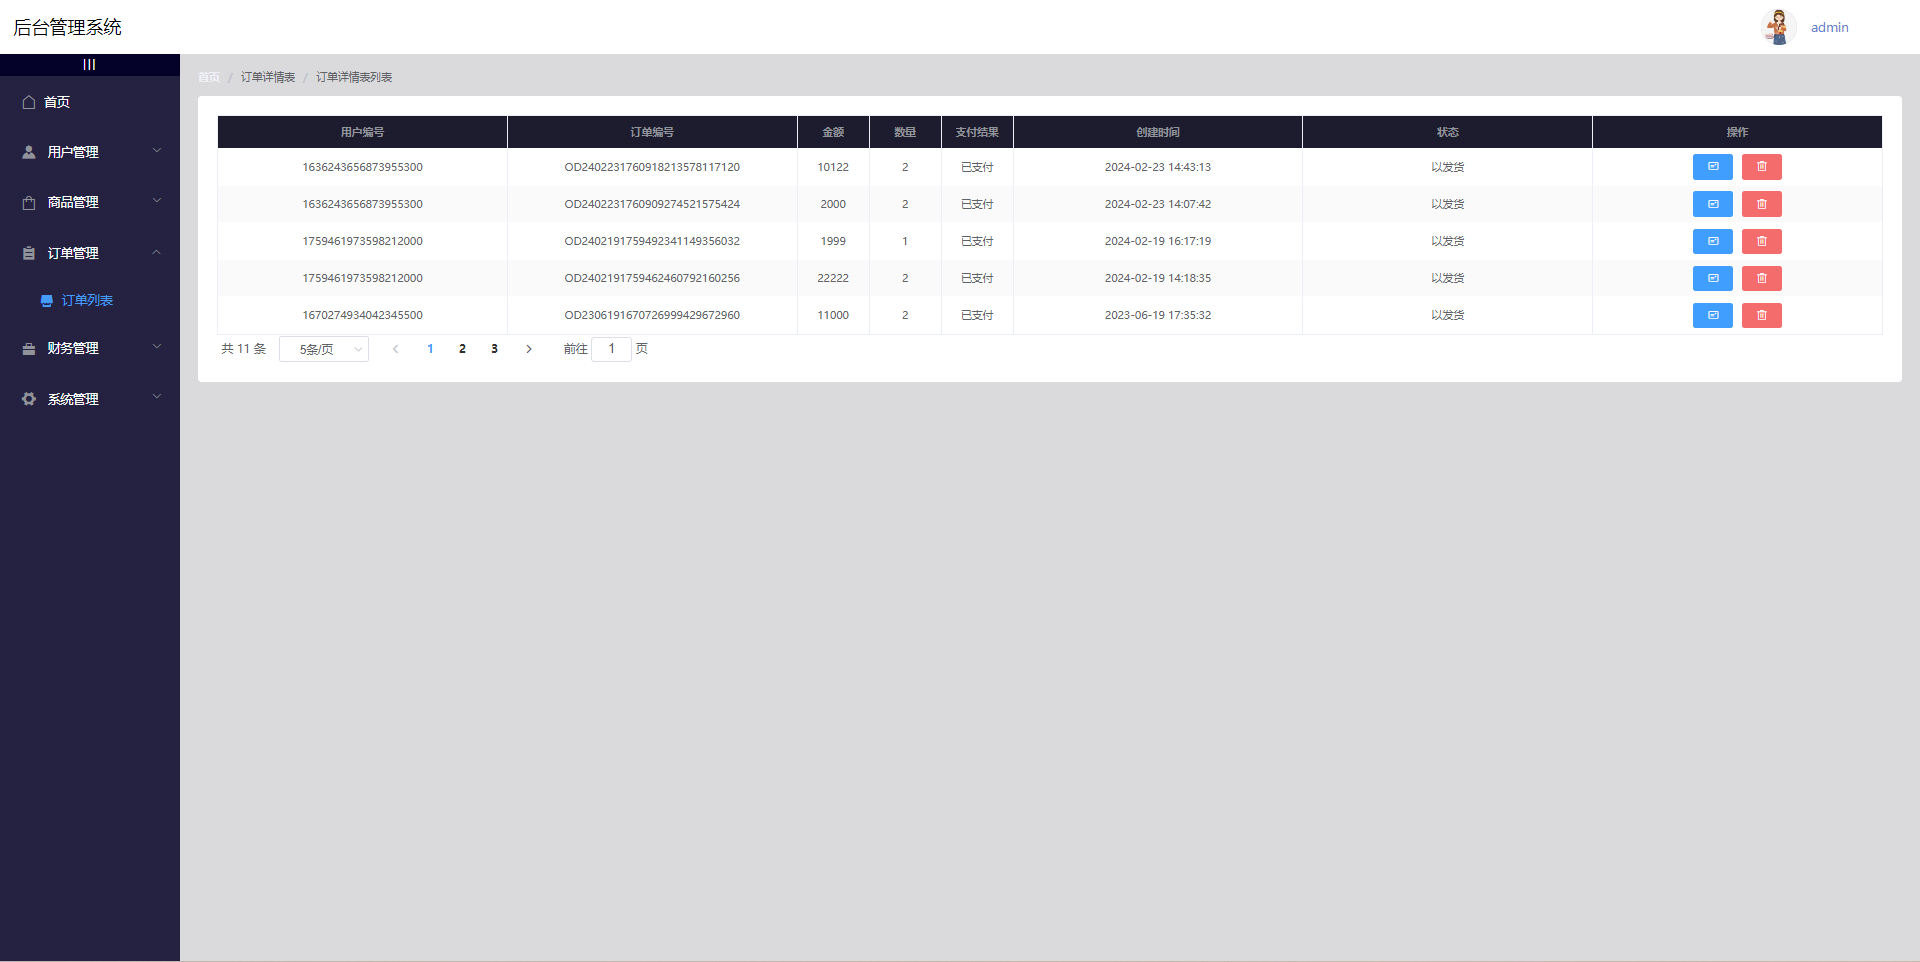 后台管理系统
admin
首页
用户管理
商品管理
订单管理
订单列表
财务管理
系统管理
首页 / 订单详情表 / 订单详情表列表
用户编号 订单编号 金额 数量 支付结果 创建时间 状态 操作
1636243656873955300 OD2402231760918213578117120 10122 2 已支付 2024-02-23 14:43:13 以发货
1636243656873955300 OD2402231760909274521575424 2000 2 已支付 2024-02-23 14:07:42 以发货
1759461973598212000 OD2402191759492341149356032 1999 1 已支付 2024-02-19 16:17:19 以发货
1759461973598212000 OD2402191759462460792160256 22222 2 已支付 2024-02-19 14:18:35 以发货
1670274934042345500 OD2306191670726999429672960 11000 2 已支付 2023-06-19 17:35:32 以发货
共 11 条 5条/页 1 2 3 前往 1 页